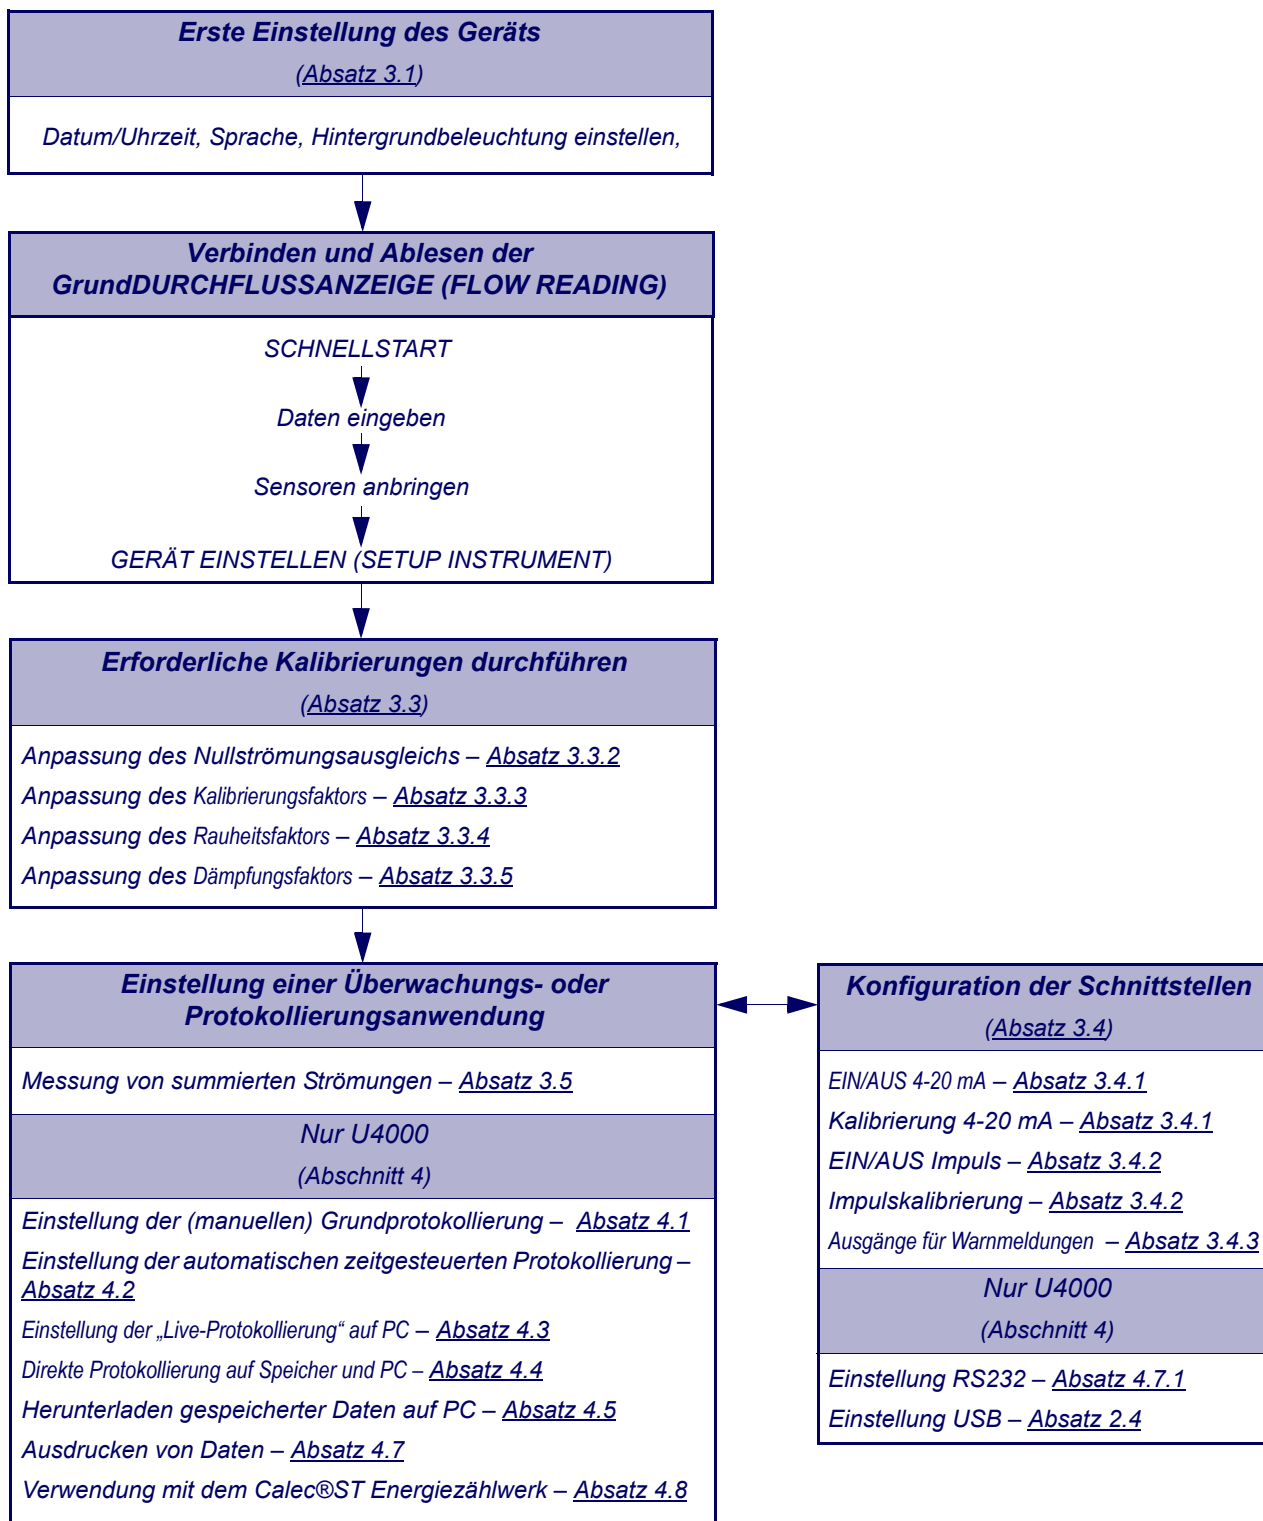 Erste Einstellung des Geräts
(Absatz 3.1)
Datum/Uhrzeit, Sprache, Hintergrundbeleuchtung einstellen,
Verbinden und Ablesen der
GrundDURCHFLUSSANZEIGE (FLOW READING)
SCHNELLSTART
Daten eingeben
Sensoren anbringen
GERÄT EINSTELLEN (SETUP INSTRUMENT)
Erforderliche Kalibrierungen durchführen
(Absatz 3.3)
Anpassung des Nullströmungsausgleichs – Absatz 3.3.2
Anpassung des Kalibrierungsfaktors – Absatz 3.3.3
Anpassung des Rauheitsfaktors – Absatz 3.3.4
Anpassung des Dämpfungsfaktors – Absatz 3.3.5
Einstellung einer Überwachungs- oder
Protokollierungsanwendung
Messung von summierten Strömungen – Absatz 3.5
Nur U4000
(Abschnitt 4)
Einstellung der (manuellen) Grundprotokollierung – Absatz 4.1
Einstellung der automatischen zeitgesteuerten Protokollierung –
Absatz 4.2
Einstellung der „Live-Protokollierung“ auf PC – Absatz 4.3
Direkte Protokollierung auf Speicher und PC – Absatz 4.4
Herunterladen gespeicherter Daten auf PC – Absatz 4.5
Ausdrucken von Daten – Absatz 4.7
Verwendung mit dem Calec®ST Energiezählwerk – Absatz 4.8
Konfiguration der Schnittstellen
(Absatz 3.4)
EIN/AUS 4-20 mA – Absatz 3.4.1
Kalibrierung 4-20 mA – Absatz 3.4.1
EIN/AUS Impuls – Absatz 3.4.2
Impulskalibrierung – Absatz 3.4.2
Ausgänge für Warnmeldungen – Absatz 3.4.3
Nur U4000
(Abschnitt 4)
Einstellung RS232 – Absatz 4.7.1
Einstellung USB – Absatz 2.4